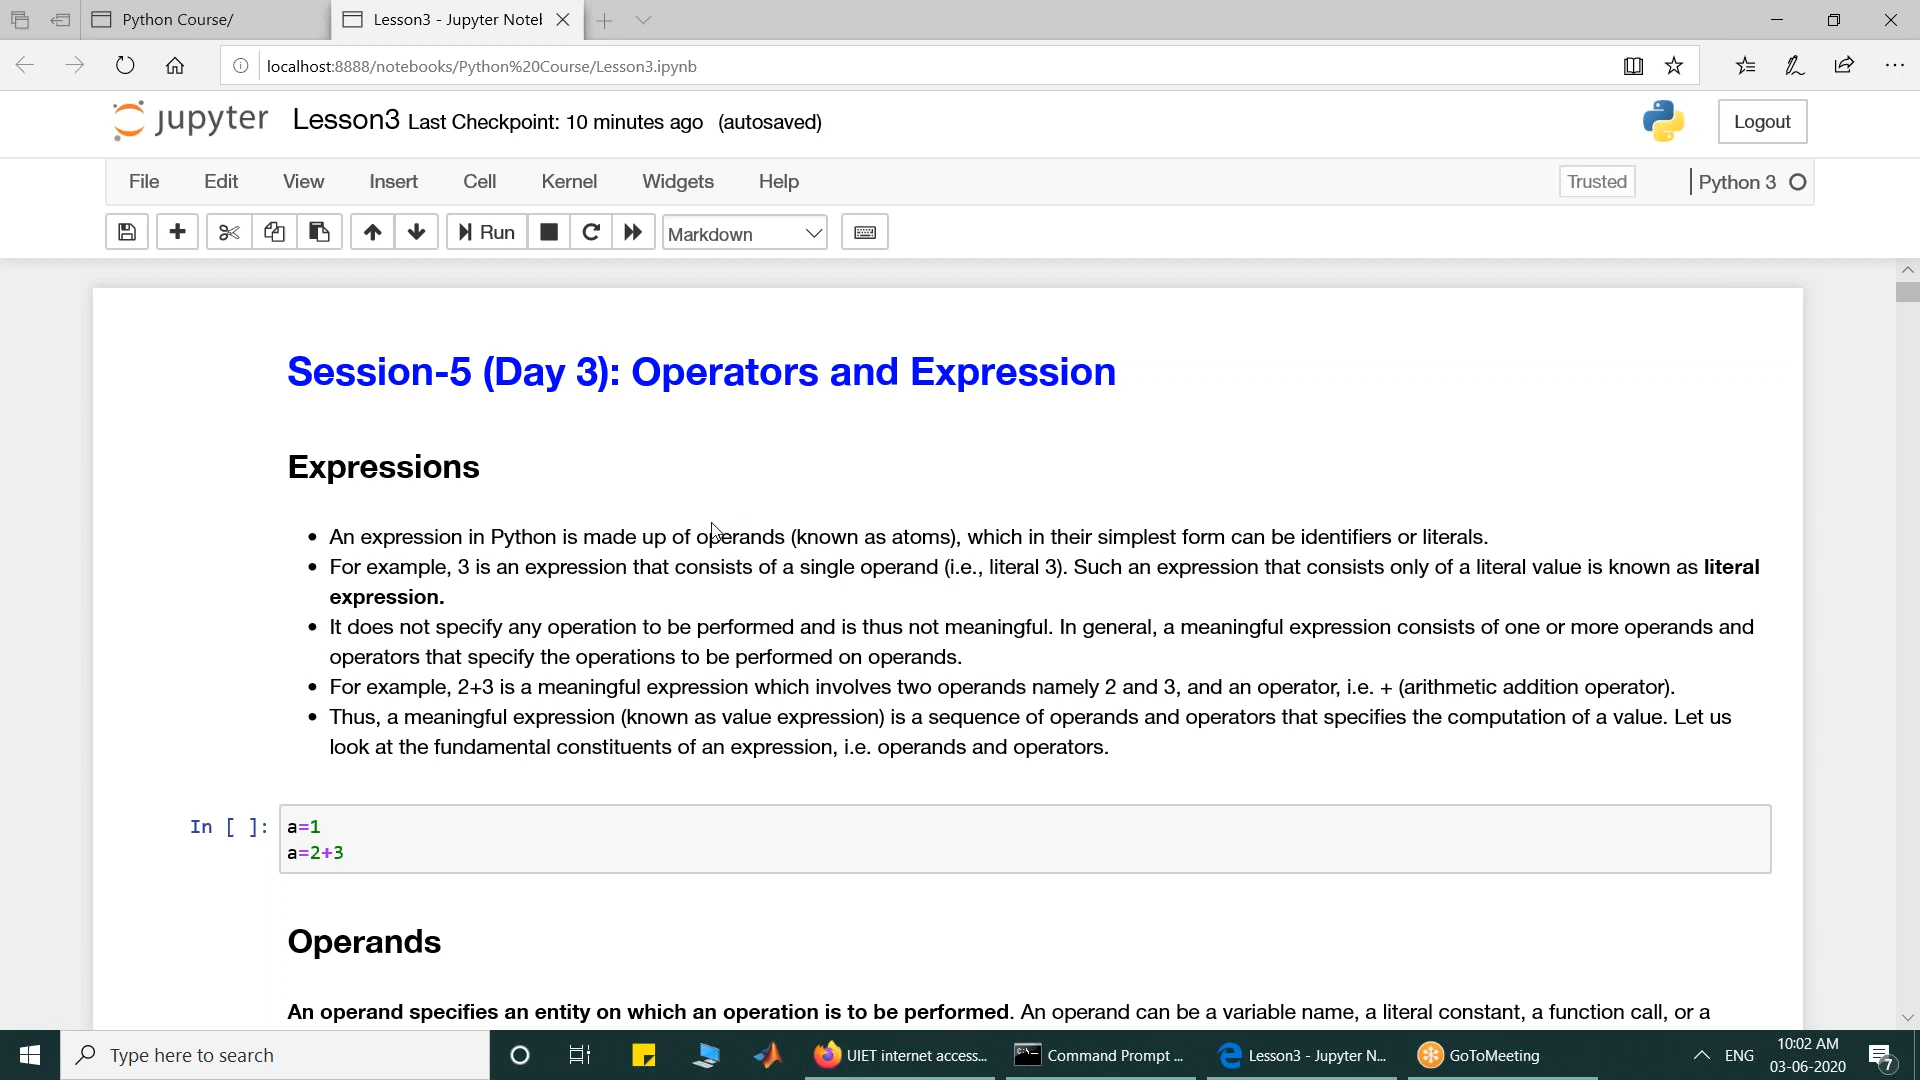 Python Course/
Lesson3 - Jupyter Notel
localhost:8888/notebooks/Python%20Course/Lesson3.ipynb
jupyter Lesson3 Last Checkpoint: 10 minutes ago (autosaved)
Logout
File Edit View Insert Cell Kernel Widgets Help
Trusted
Python 3
Run
Markdown
Session-5 (Day 3): Operators and Expression
Expressions
• An expression in Python is made up of operands (known as atoms), which in their simplest form can be identifiers or literals.
• For example, 3 is an expression that consists of a single operand (i.e., literal 3). Such an expression that consists only of a literal value is known as literal
expression.
• It does not specify any operation to be performed and is thus not meaningful. In general, a meaningful expression consists of one or more operands and
operators that specify the operations to be performed on operands.
• For example, 2+3 is a meaningful expression which involves two operands namely 2 and 3, and an operator, i.e. + (arithmetic addition operator).
• Thus, a meaningful expression (known as value expression) is a sequence of operands and operators that specifies the computation of a value. Let us
look at the fundamental constituents of an expression, i.e. operands and operators.
In [ ]:
a=1
a=2+3
Operands
An operand specifies an entity on which an operation is to be performed. An operand can be a variable name, a literal constant, a function call, or a
Type here to search
UIET internet access...
Command Prompt ...
Lesson3 - Jupyter N...
GoToMeeting
ENG
10:02 AM
03-06-2020
7